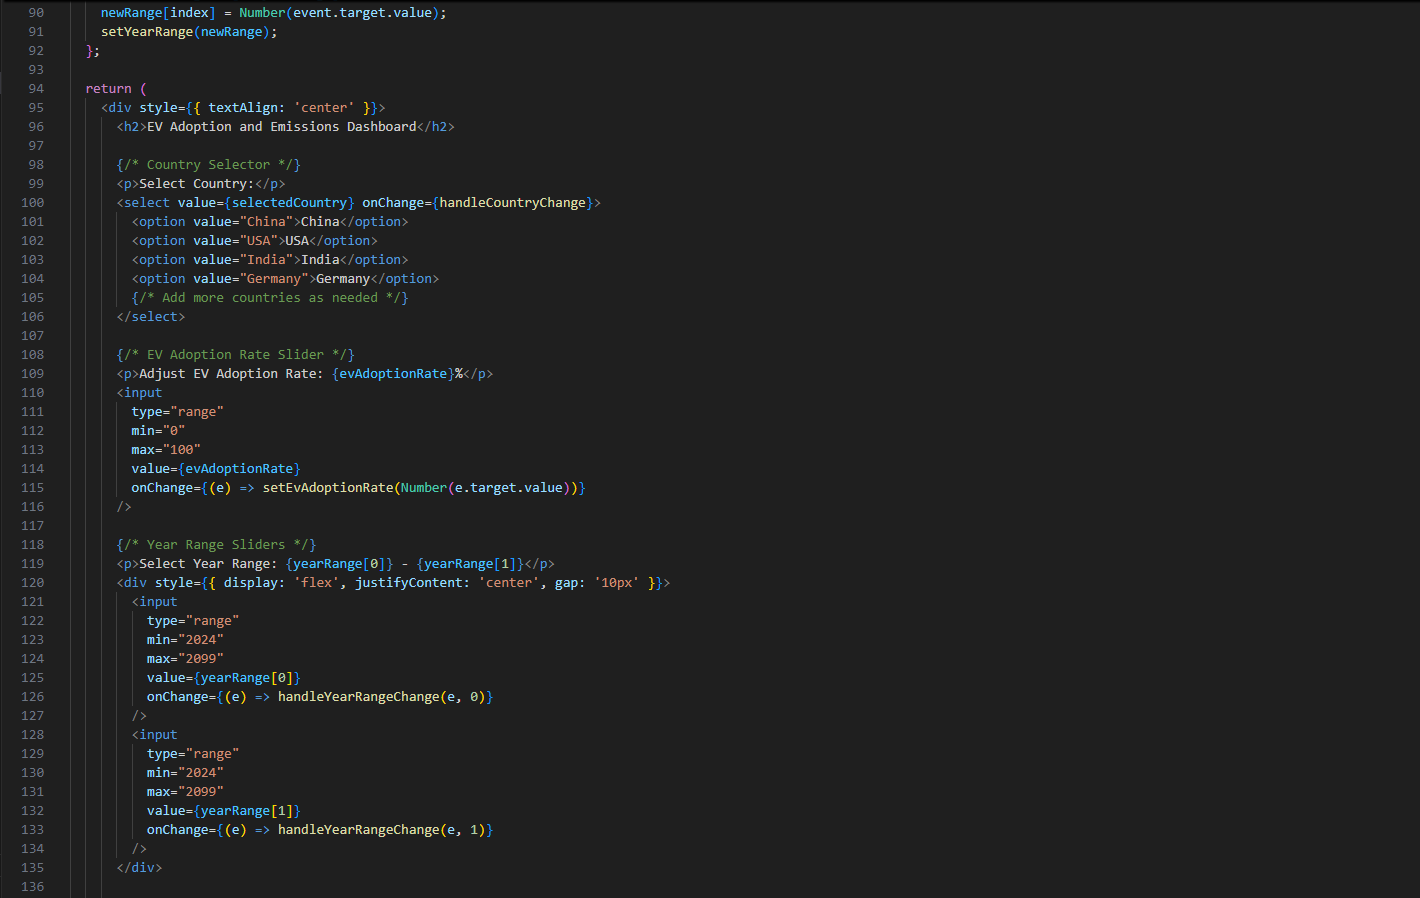 90 newRange[index] = Number(event.target.value);
91 setYearRange(newRange);
92 };
93
94 return (
95 <div style={{ textAlign: 'center' }}>
96 <h2>EV Adoption and Emissions Dashboard</h2>
97
98 {/* Country Selector */}
99 <p>Select Country:</p>
100 <select value={selectedCountry} onChange={handleCountryChange}>
101 <option value="China">China</option>
102 <option value="USA">USA</option>
103 <option value="India">India</option>
104 <option value="Germany">Germany</option>
105 {/* Add more countries as needed */}
106 </select>
107
108 {/* EV Adoption Rate Slider */}
109 <p>Adjust EV Adoption Rate: {evAdoptionRate}%</p>
110 <input
111 type="range"
112 min="0"
113 max="100"
114 value={evAdoptionRate}
115 onChange={(e) => setEvAdoptionRate(Number(e.target.value))}
116 />
117
118 {/* Year Range Sliders */}
119 <p>Select Year Range: {yearRange[0]} - {yearRange[1]}</p>
120 <div style={{ display: 'flex', justifyContent: 'center', gap: '10px' }}>
121 <input
122 type="range"
123 min="2024"
124 max="2099"
125 value={yearRange[0]}
126 onChange={(e) => handleYearRangeChange(e, 0)}
127 />
128 <input
129 type="range"
130 min="2024"
131 max="2099"
132 value={yearRange[1]}
133 onChange={(e) => handleYearRangeChange(e, 1)}
134 />
135 </div>
136